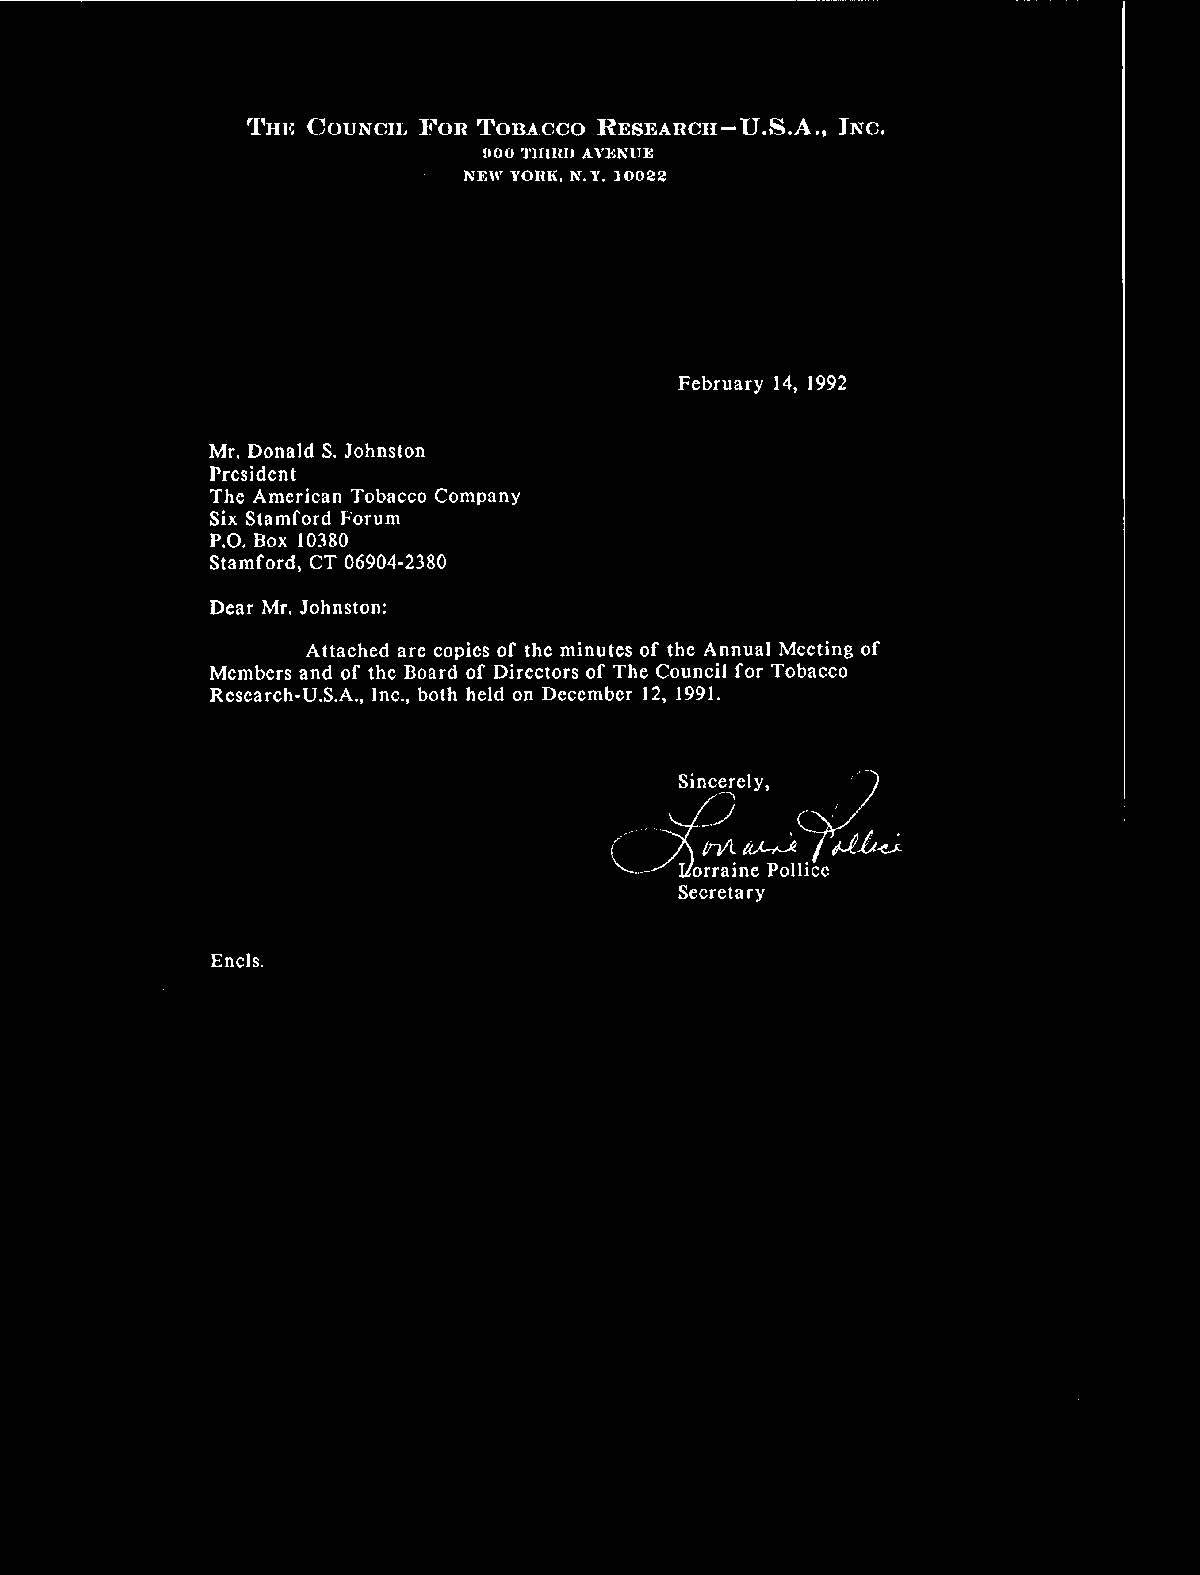 THE COUNCIL FOR TOBACCO RESEARCH—U.S.A., INC.
900 THIRD AVENUE
NEW YORK, N.Y. 10022
February 14, 1992
Mr. Donald S. Johnston
President
The American Tobacco Company
Six Stamford Forum
P.O. Box 10380
Stamford, CT 06904-2380
Dear Mr. Johnston:
Attached are copies of the minutes of the Annual Meeting of
Members and of the Board of Directors of The Council for Tobacco
Research-U.S.A., Inc., both held on December 12, 1991.
Sincerely,
Lorraine Pollice
Lorraine Pollice
Secretary
Encls.